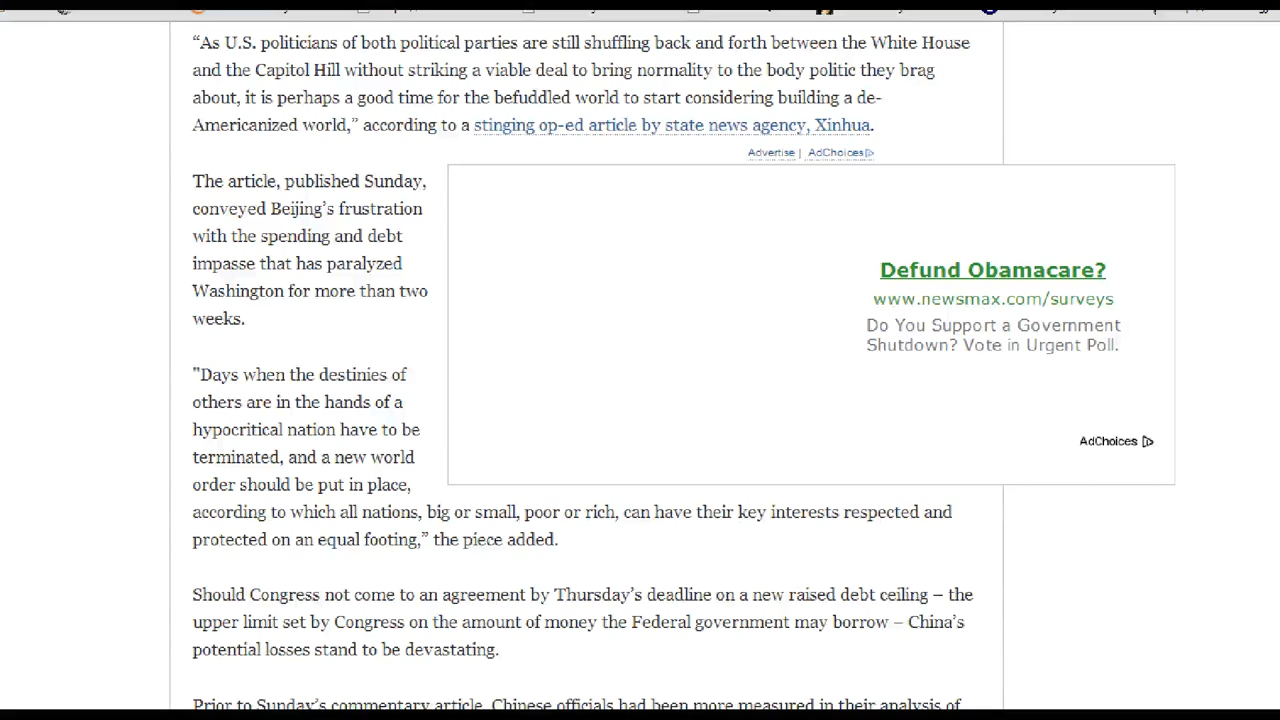 “As U.S. politicians of both political parties are still shuffling back and forth between the White House
and the Capitol Hill without striking a viable deal to bring normality to the body politic they brag
about, it is perhaps a good time for the befuddled world to start considering building a de-
Americanized world,” according to a stinging op-ed article by state news agency, Xinhua.
Advertise | AdChoices
The article, published Sunday,
conveyed Beijing’s frustration
with the spending and debt
impasse that has paralyzed
Washington for more than two
weeks.
Defund Obamacare?
www.newsmax.com/surveys
Do You Support a Government
Shutdown? Vote in Urgent Poll.
AdChoices
"Days when the destinies of
others are in the hands of a
hypocritical nation have to be
terminated, and a new world
order should be put in place,
according to which all nations, big or small, poor or rich, can have their key interests respected and
protected on an equal footing,” the piece added.
Should Congress not come to an agreement by Thursday’s deadline on a new raised debt ceiling – the
upper limit set by Congress on the amount of money the Federal government may borrow – China’s
potential losses stand to be devastating.
Prior to Sunday’s commentary article, Chinese officials had been more measured in their analysis of